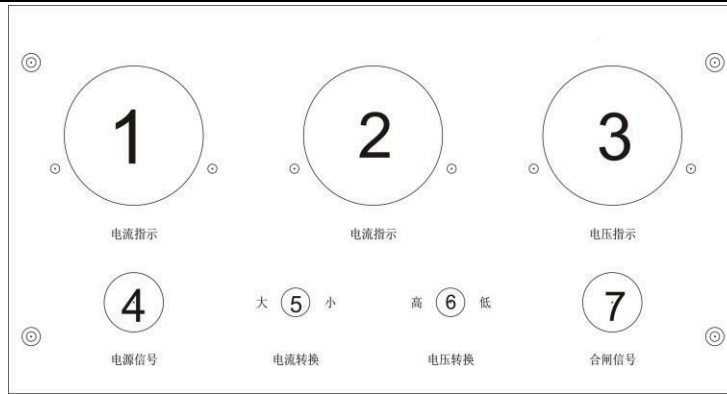 1 2 3
电流指示 电流指示 电压指示
4 大 5 小 高 6 低 7
电源信号 电流转换 电压转换 合闸信号